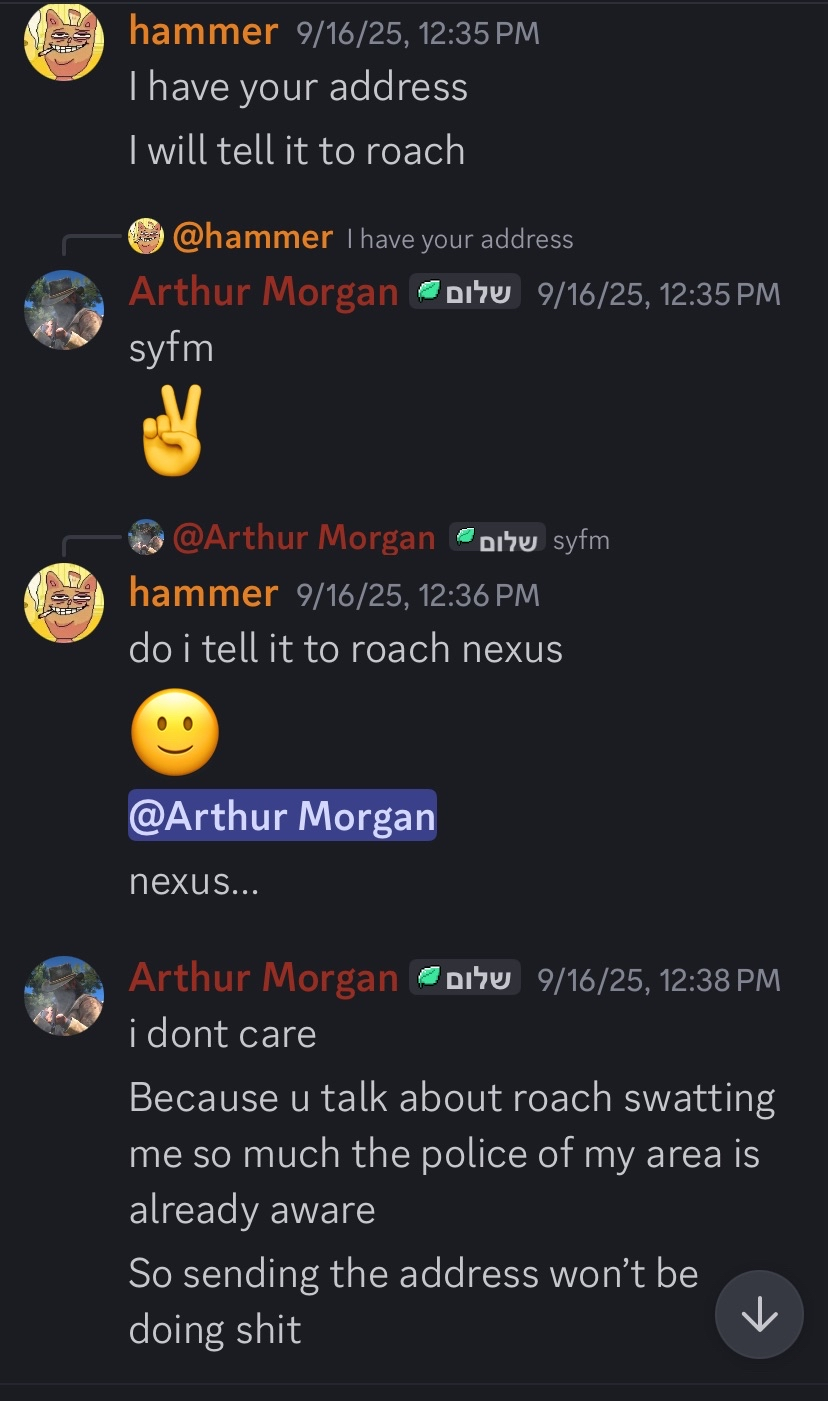 hammer 9/16/25, 12:35 PM
I have your address
I will tell it to roach
@hammer I have your address
Arthur Morgan שלום 9/16/25, 12:35 PM
syfm
✌️
@Arthur Morgan שלום syfm
hammer 9/16/25, 12:36 PM
do i tell it to roach nexus
🙂
@Arthur Morgan
nexus...
Arthur Morgan שלום 9/16/25, 12:38 PM
i dont care
Because u talk about roach swatting
me so much the police of my area is
already aware
So sending the address won’t be
doing shit